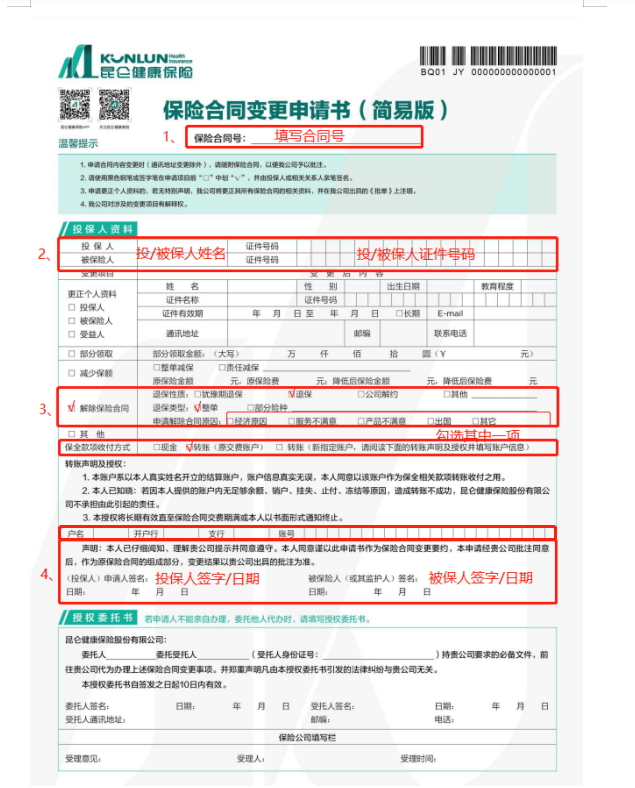 KUNLUN Health Insurance
昆仑健康保险
BQ01 JY 000000000000001
保险合同变更申请书（简易版）
1、 保险合同号： 填写合同号
温馨提示
1. 申请合同内容变更时（通讯地址变更除外），请随附保险合同，以便我公司予以批注。
2. 请使用黑色钢笔或签字笔在申请项目前“□”中划“√”，并由投保人或相关关系人亲笔签名。
3. 申请更正个人资料的，若无特别声明，我公司将更正其所有保险合同的相关资料，并在我公司出具的《批单》上注明。
4. 我公司对涉及的变更项目有解释权。
投保人资料
2、 投保人 证件号码
被保险人 证件号码
投/被保人姓名 投/被保人证件号码
变更项目 变更后内容
更正个人资料 姓名 性别 出生日期 教育程度
□ 投保人 证件名称 证件号码
□ 被保险人 证件有效期 年 月 日 至 年 月 日 □长期 E-mail
□ 受益人 通讯地址 邮编 联系电话
□ 部分领取 部分领取金额：（大写） 万 仟 佰 拾 圆（￥ 元）
□ 减少保额 □整单减保 □责任减保
原保险金额 元，原保险费 元；降低后保险金额 元，降低后保险费 元
3、 √ 解除保险合同 退保性质：□犹豫期退保 √退保 □公司解约 □其他
退保类型：√整单 □部分险种
申请解除合同原因：□经济原因 □服务不满意 □产品不满意 □出国 □其它
勾选其中一项
□ 其 他
保全款项收付方式 □现金 √转账（原交费账户） □ 转账（新指定账户，请阅读下面的转账声明及授权并填写账户信息）
转账声明及授权：
1. 本账户系以本人真实姓名开立的结算账户，账户信息真实无误，本人同意以该账户作为保全相关款项转账收付之用。
2. 本人已知晓：若因本人提供的账户内无足够余额、销户、挂失、止付、冻结等原因，造成转账不成功，昆仑健康保险股份有限公
司不承担由此引起的责任。
3. 本授权将长期有效直至保险合同交费期满或本人以书面形式通知终止。
户名 开户行 支行 账号
声明：本人已仔细阅知、理解贵公司提示并同意遵守。本人同意谨以此申请书作为保险合同变更要约，本申请经贵公司批注同意
后，作为原保险合同的组成部分，变更结果以贵公司出具的批注为准。
4、 （投保人）申请人签名：投保人签字/日期 被保险人（或其监护人）签名： 被保人签字/日期
日期： 年 月 日 日期： 年 月 日
授权委托书 若申请人不能亲自办理，委托他人代办时，请填写授权委托书。
昆仑健康保险股份有限公司：
委托人 委托受托人 （受托人身份证号： ）持贵公司要求的必备文件，前
往贵公司代为办理上述保险合同变更事项。并郑重声明凡由本授权委托书引发的法律纠纷与贵公司无关。
本授权委托书自签发之日起10日内有效。
委托人签名： 日期： 年 月 日 受托人签名： 日期： 年 月 日
受托人通讯地址： 邮编： 电话：
保险公司填写栏
受理意见： 受理人： 受理时间：